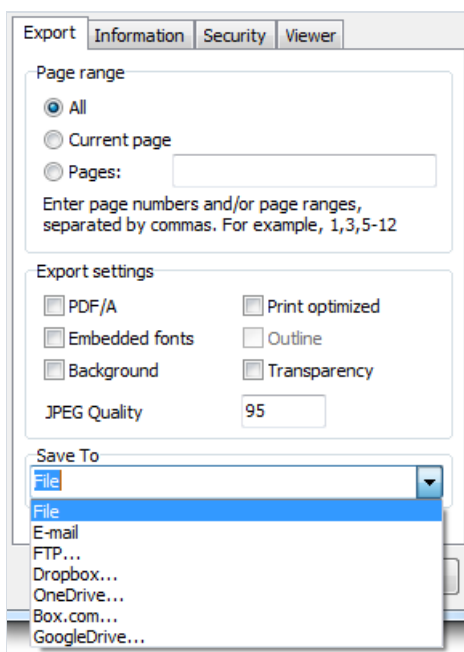 Export Information Security Viewer
Page range
All
Current page
Pages:
Enter page numbers and/or page ranges,
separated by commas. For example, 1,3,5-12
Export settings
PDF/A Print optimized
Embedded fonts Outline
Background Transparency
JPEG Quality 95
Save To
File
File
E-mail
FTP...
Dropbox...
OneDrive...
Box.com...
GoogleDrive...